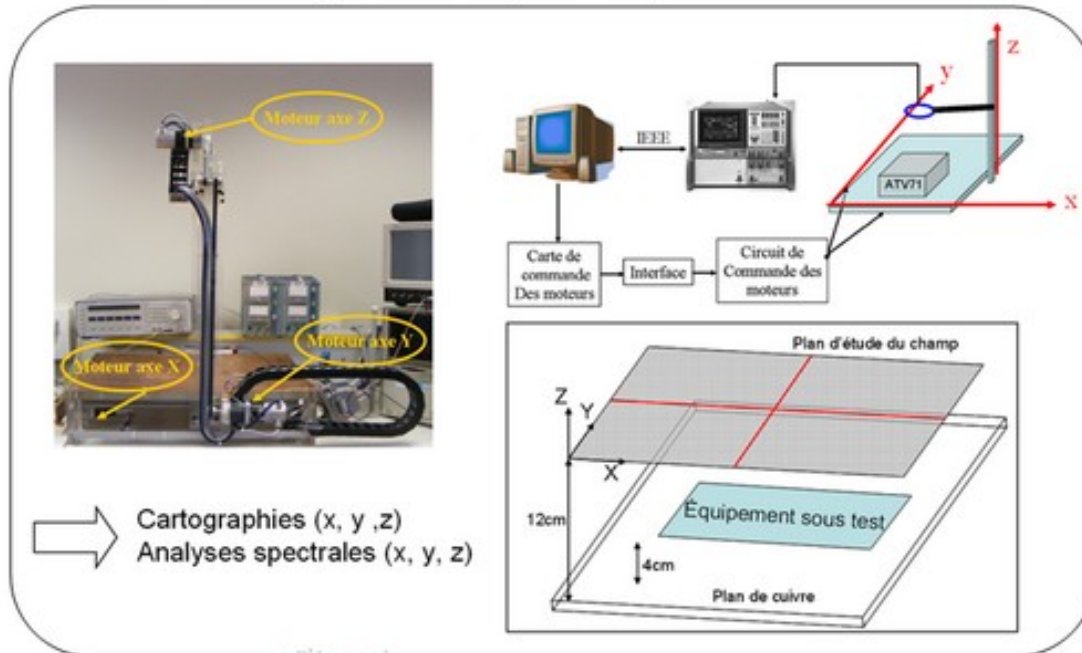 Moteur axe Z
Moteur axe X
Moteur axe Y
Cartographies (x, y ,z)
Analyses spectrales (x, y, z)
IEEE
z
y
ATV71
x
Carte de
commande
Des moteurs
Interface
Circuit de
Commande des
moteurs
Plan d'étude du champ
Z
Y
X
12cm
Équipement sous test
4cm
Plan de cuivre